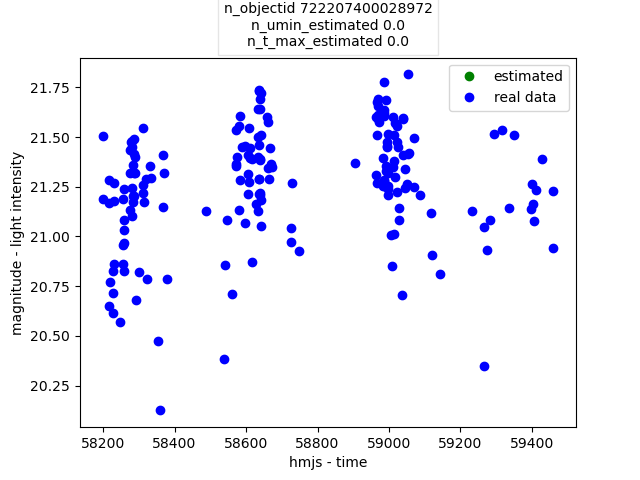 n_objectid 722207400028972
n_umin_estimated 0.0
n_t_max_estimated 0.0
estimated
real data
magnitude - light intensity
21.75
21.50
21.25
21.00
20.75
20.50
20.25
58200 58400 58600 58800 59000 59200 59400
hmjs - time